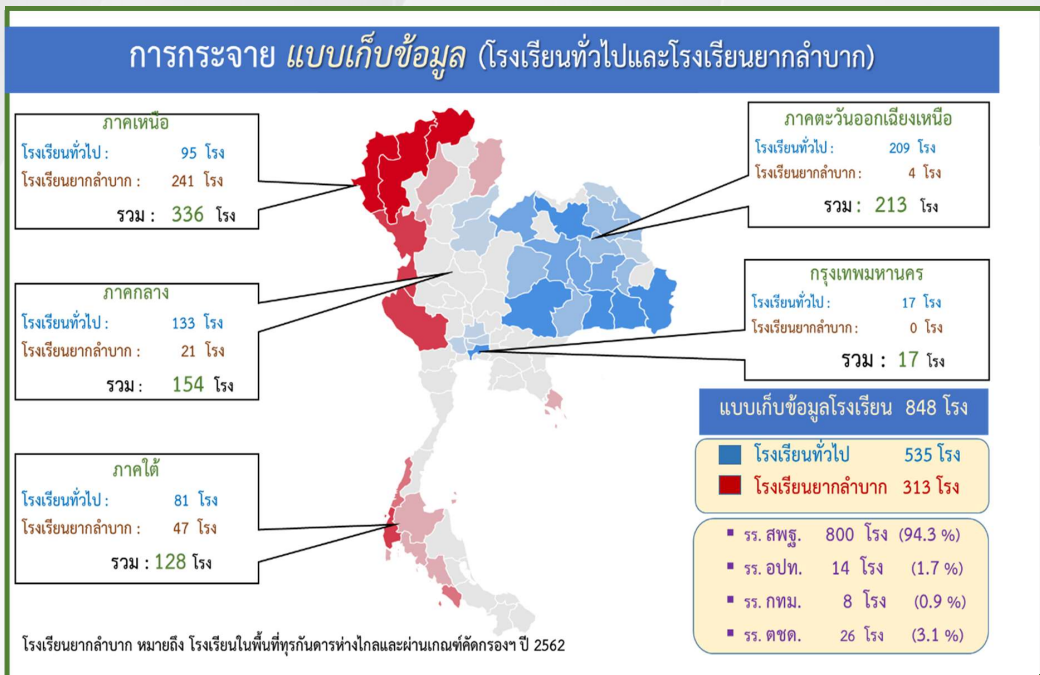 การกระจาย แบบเก็บข้อมูล (โรงเรียนทั่วไปและโรงเรียนยากลำบาก)
ภาคเหนือ
โรงเรียนทั่วไป : 95 โรง
โรงเรียนยากลำบาก : 241 โรง
รวม : 336 โรง
ภาคตะวันออกเฉียงเหนือ
โรงเรียนทั่วไป : 209 โรง
โรงเรียนยากลำบาก : 4 โรง
รวม : 213 โรง
ภาคกลาง
โรงเรียนทั่วไป : 133 โรง
โรงเรียนยากลำบาก : 21 โรง
รวม : 154 โรง
กรุงเทพมหานคร
โรงเรียนทั่วไป : 17 โรง
โรงเรียนยากลำบาก : 0 โรง
รวม : 17 โรง
ภาคใต้
โรงเรียนทั่วไป : 81 โรง
โรงเรียนยากลำบาก : 47 โรง
รวม : 128 โรง
แบบเก็บข้อมูลโรงเรียน 848 โรง
โรงเรียนทั่วไป 535 โรง
โรงเรียนยากลำบาก 313 โรง
▪ รร. สพฐ. 800 โรง (94.3 %)
▪ รร. อปท. 14 โรง (1.7 %)
▪ รร. กทม. 8 โรง (0.9 %)
▪ รร. ตชด. 26 โรง (3.1 %)
โรงเรียนยากลำบาก หมายถึง โรงเรียนในพื้นที่ทุรกันดารห่างไกลและผ่านเกณฑ์คัดกรองฯ ปี 2562